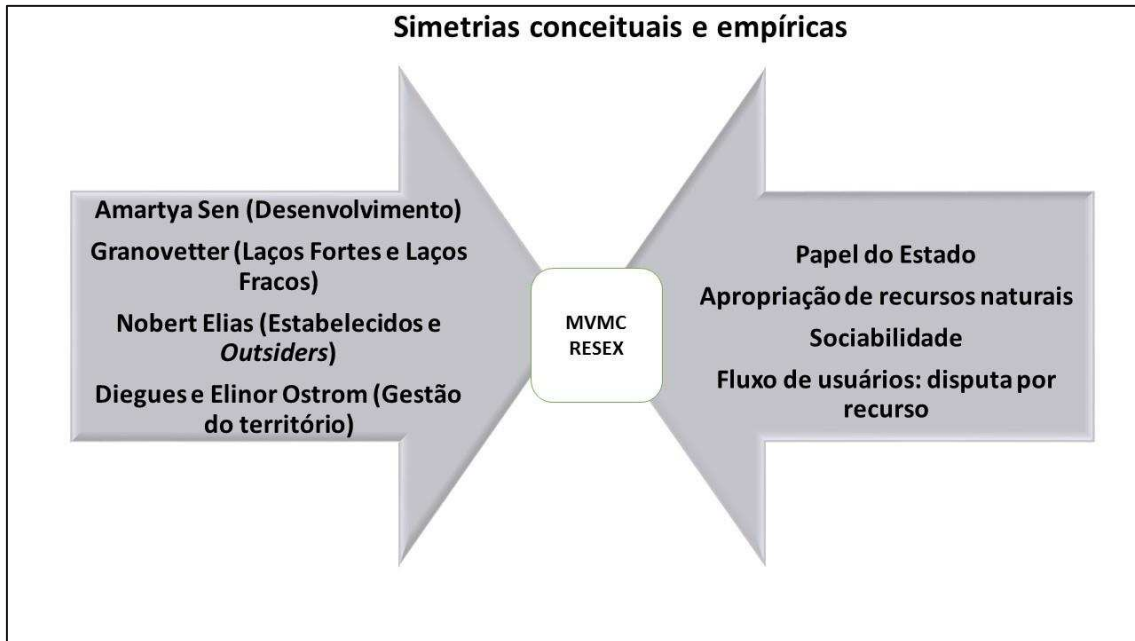 Simetrias conceituais e empíricas
Amartya Sen (Desenvolvimento)
Granovetter (Laços Fortes e Laços
Fracos)
Nobert Elias (Estabelecidos e
Outsiders)
Diegues e Elinor Ostrom (Gestão
do território)
MVMC
RESEX
Papel do Estado
Apropriação de recursos naturais
Sociabilidade
Fluxo de usuários: disputa por
recurso